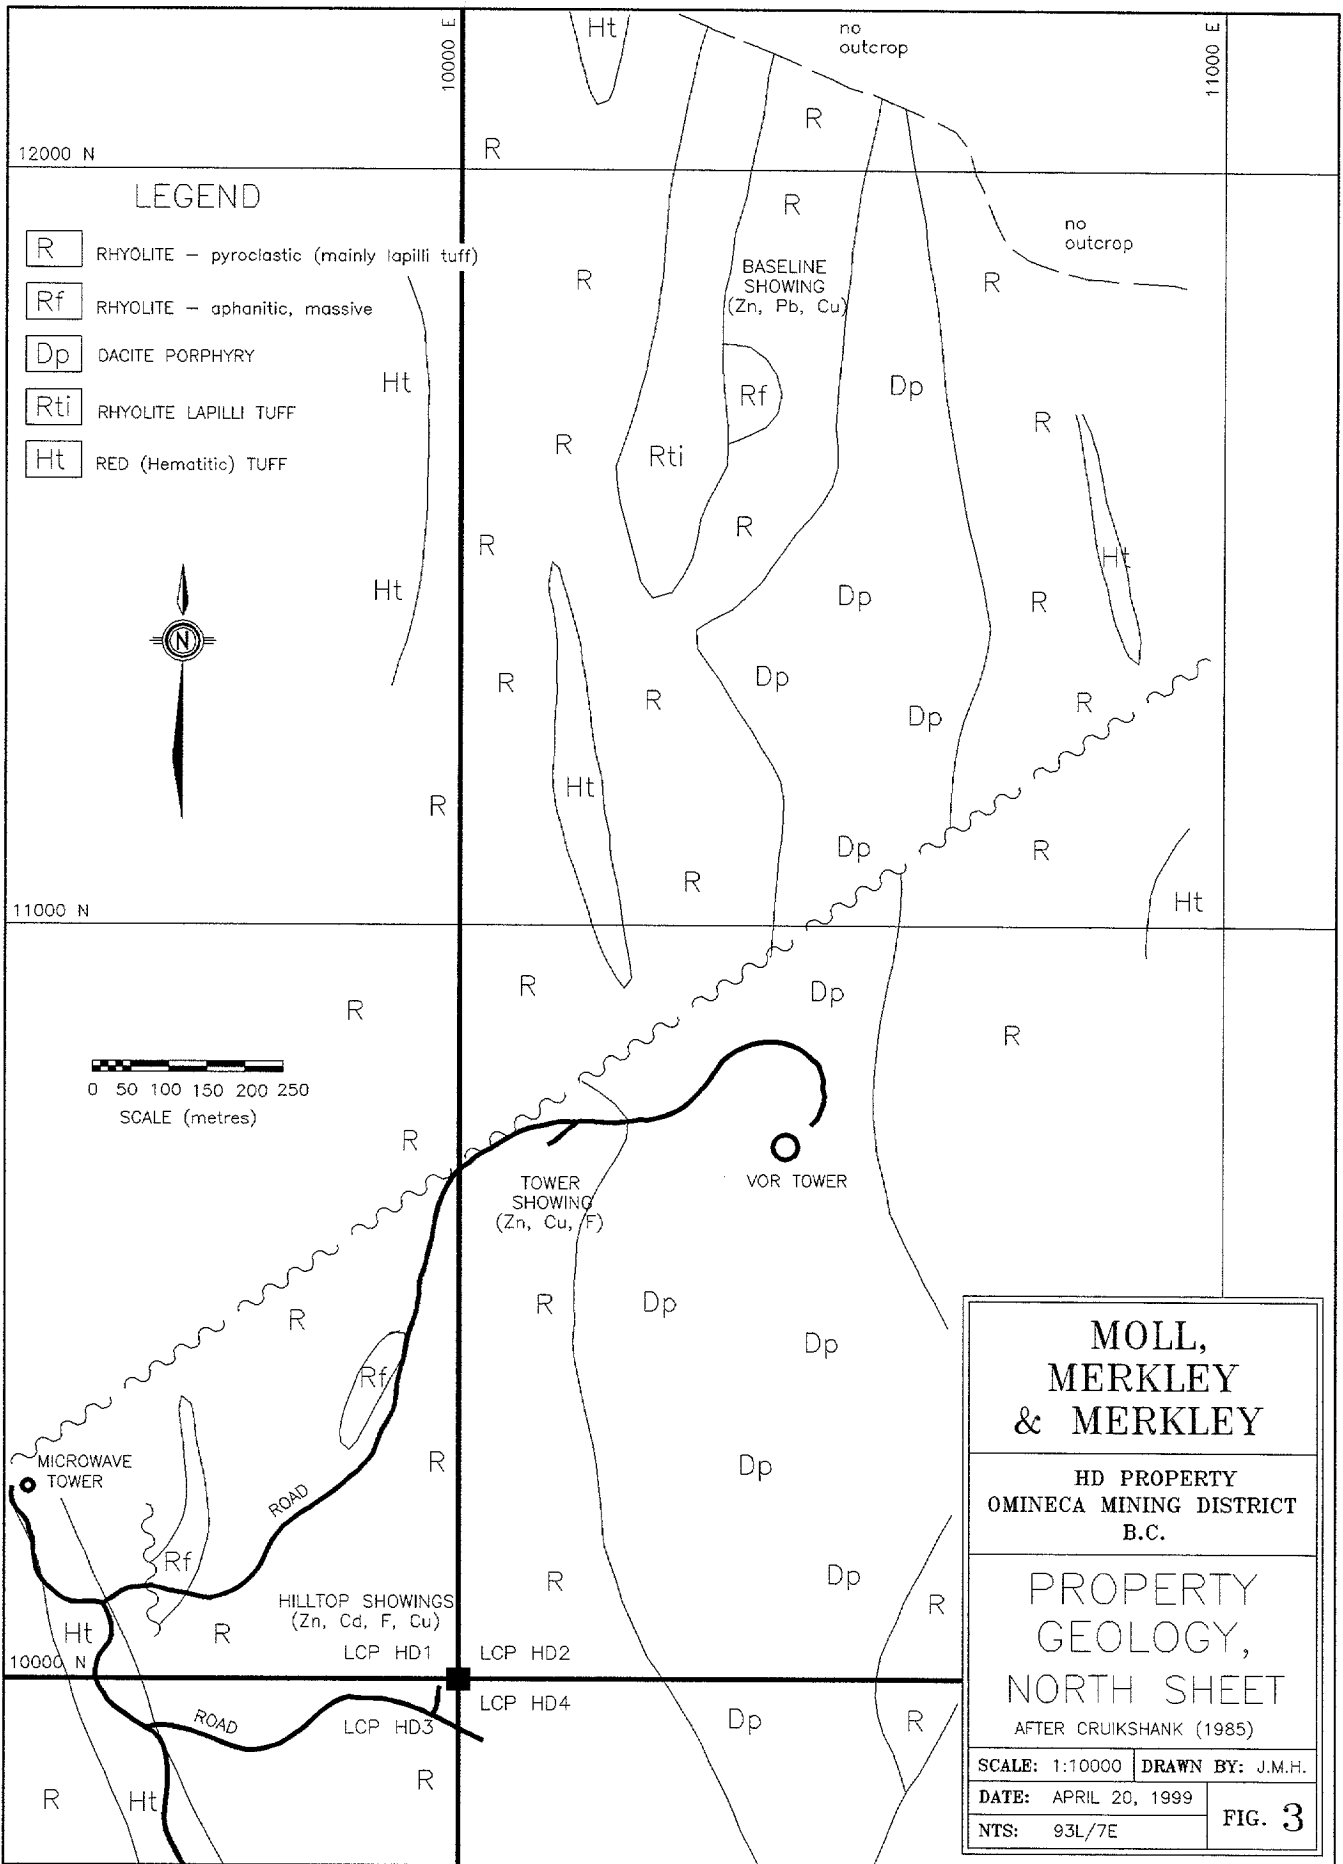 10000 E
Ht
no
outcrop
11000 E
R
12000 N
R
LEGEND
R RHYOLITE – pyroclastic (mainly lapilli tuff)
Rf RHYOLITE – aphanitic, massive
Dp DACITE PORPHYRY
Rti RHYOLITE LAPILLI TUFF
Ht RED (Hematitic) TUFF
R
no
outcrop
BASELINE
SHOWING
(Zn, Pb, Cu)
R
R
Ht
Rf
Dp
R
R
Rti
R
R
Ht
Ht
Dp
R
N
R
R
Dp
Dp
R
Ht
R
Dp
R
R
Ht
11000 N
R
R
Dp
R
0 50 100 150 200 250
SCALE (metres)
R
TOWER
SHOWING
(Zn, Cu, F)
VOR TOWER
R
R
Dp
Dp
Rf
R
Dp
MICROWAVE
TOWER
ROAD
Rf
R
Dp
R
HILLTOP SHOWINGS
(Zn, Cd, F, Cu)
Ht
R
10000 N
LCP HD1
LCP HD2
LCP HD3
LCP HD4
ROAD
Dp
R
R
R
Ht
MOLL,
MERKLEY
& MERKLEY
HD PROPERTY
OMINECA MINING DISTRICT
B.C.
PROPERTY
GEOLOGY,
NORTH SHEET
AFTER CRUIKSHANK (1985)
SCALE: 1:10000 DRAWN BY: J.M.H.
DATE: APRIL 20, 1999
NTS: 93L/7E
FIG. 3